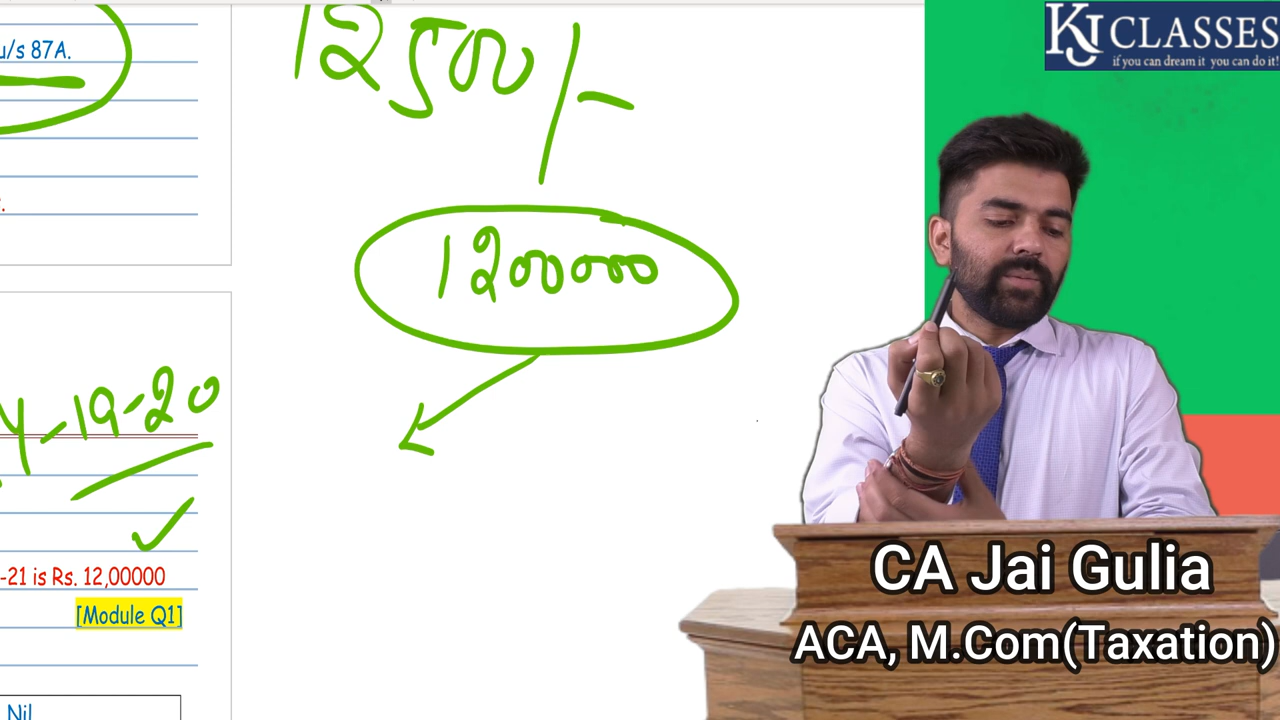 u/s 87A.
12500/-
KJ CLASSES
if you can dream it you can do it!
1200000
Y-19-20
-21 is Rs. 12,00000
[Module Q1]
Nil
CA Jai Gulia
ACA, M.Com(Taxation)